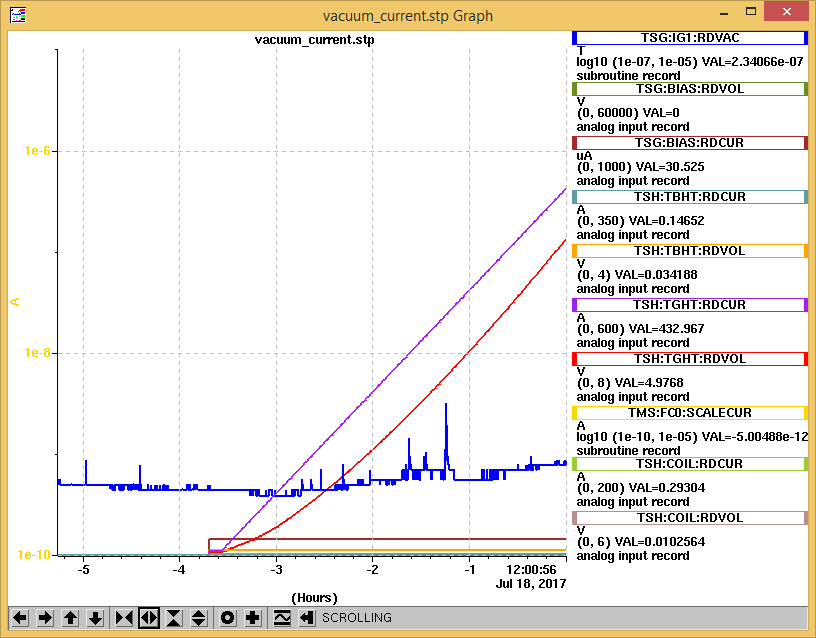 vacuum_current.stp Graph
vacuum_current.stp
1e-6
1e-8
1e-10
A
-5
-4
-3
-2
-1
12:00:56
Jul 18, 2017
(Hours)
TSG:IG1:RDVAC
T
log10 (1e-07, 1e-05) VAL=2.34066e-07
subroutine record
TSG:BIAS:RDVOL
V
(0, 60000) VAL=0
analog input record
TSG:BIAS:RDCUR
uA
(0, 1000) VAL=30.525
analog input record
TSH:TBHT:RDCUR
A
(0, 350) VAL=0.14652
analog input record
TSH:TBHT:RDVOL
V
(0, 4) VAL=0.034188
analog input record
TSH:TGHT:RDCUR
A
(0, 600) VAL=432.967
analog input record
TSH:TGHT:RDVOL
V
(0, 8) VAL=4.9768
analog input record
TMS:FC0:SCALECUR
A
log10 (1e-10, 1e-05) VAL=-5.00488e-12
subroutine record
TSH:COIL:RDCUR
A
(0, 200) VAL=0.29304
analog input record
TSH:COIL:RDVOL
V
(0, 6) VAL=0.0102564
analog input record
SCROLLING